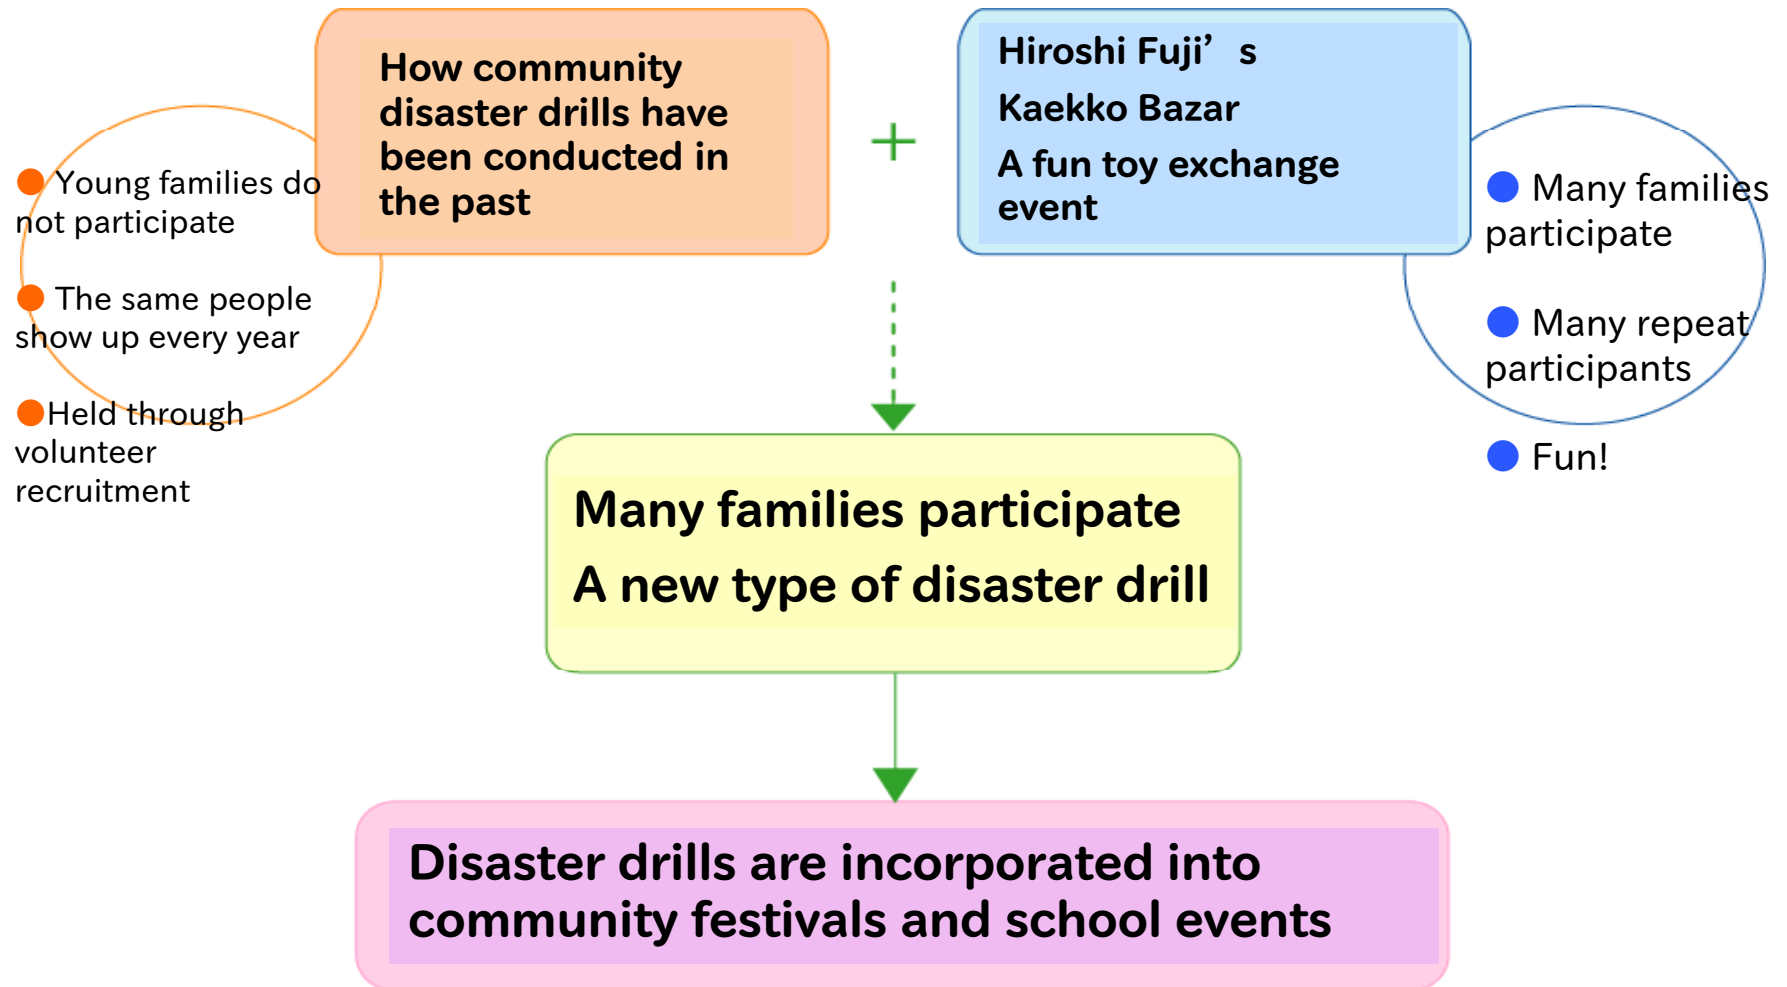 How community
disaster drills have
been conducted in
the past
● Young families do
not participate
● The same people
show up every year
●Held through
volunteer
recruitment
+
Hiroshi Fuji’ s
Kaekko Bazar
A fun toy exchange
event
● Many families
participate
● Many repeat
participants
● Fun!
Many families participate
A new type of disaster drill
Disaster drills are incorporated into
community festivals and school events